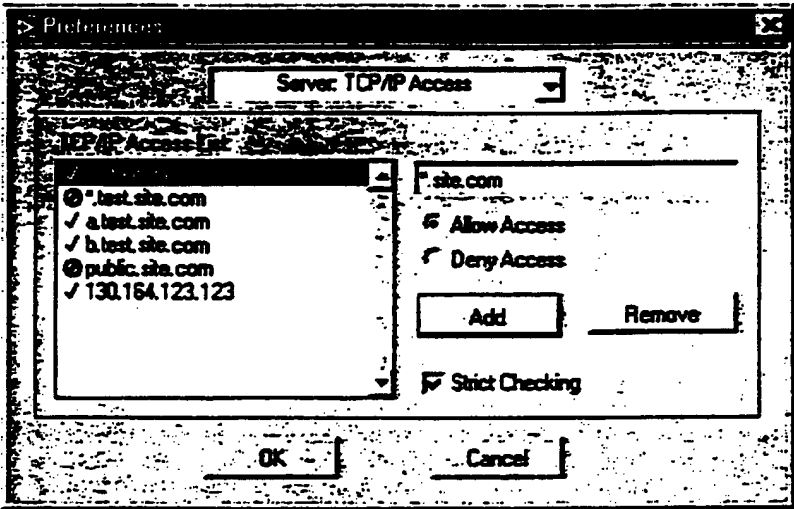 Preferences
Server: TCP/IP Access
TCP/IP Access List:
*.test.site.com
a.test.site.com
b.test.site.com
public.site.com
130.164.123.123
*.site.com
Allow Access
Deny Access
Add
Remove
Strict Checking
OK
Cancel